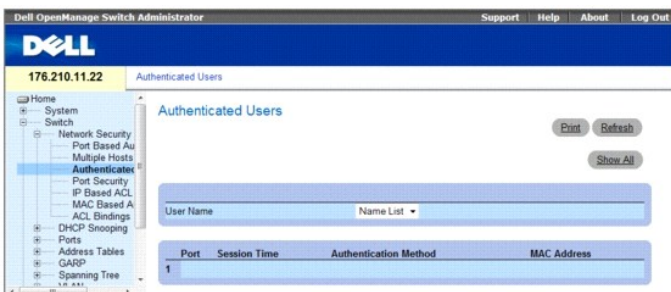 Dell OpenManage Switch Administrator
Support Help About Log Out
DELL
176.210.11.22
Authenticated Users
Home
System
Switch
Network Security
Port Based Au
Multiple Hosts
Authenticated
Port Security
IP Based ACL
MAC Based A
ACL Bindings
DHCP Snooping
Ports
Address Tables
GARP
Spanning Tree
VLAN
Authenticated Users
Print Refresh
Show All
User Name Name List
Port Session Time Authentication Method MAC Address
1